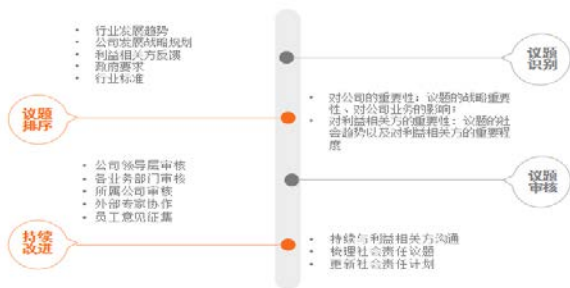 行业发展趋势
公司发展战略规划
利益相关方反馈
政府要求
行业标准
议题
识别
议题
排序
对公司的重要性：议题的战略重要
性、对公司业务的影响；
对利益相关方的重要性：议题的社
会趋势以及对利益相关方的重要程
度
公司领导层审核
各业务部门审核
所属公司审核
外部专家协作
员工意见征集
议题
审核
持续
改进
持续与利益相关方沟通
梳理社会责任议题
更新社会责任计划